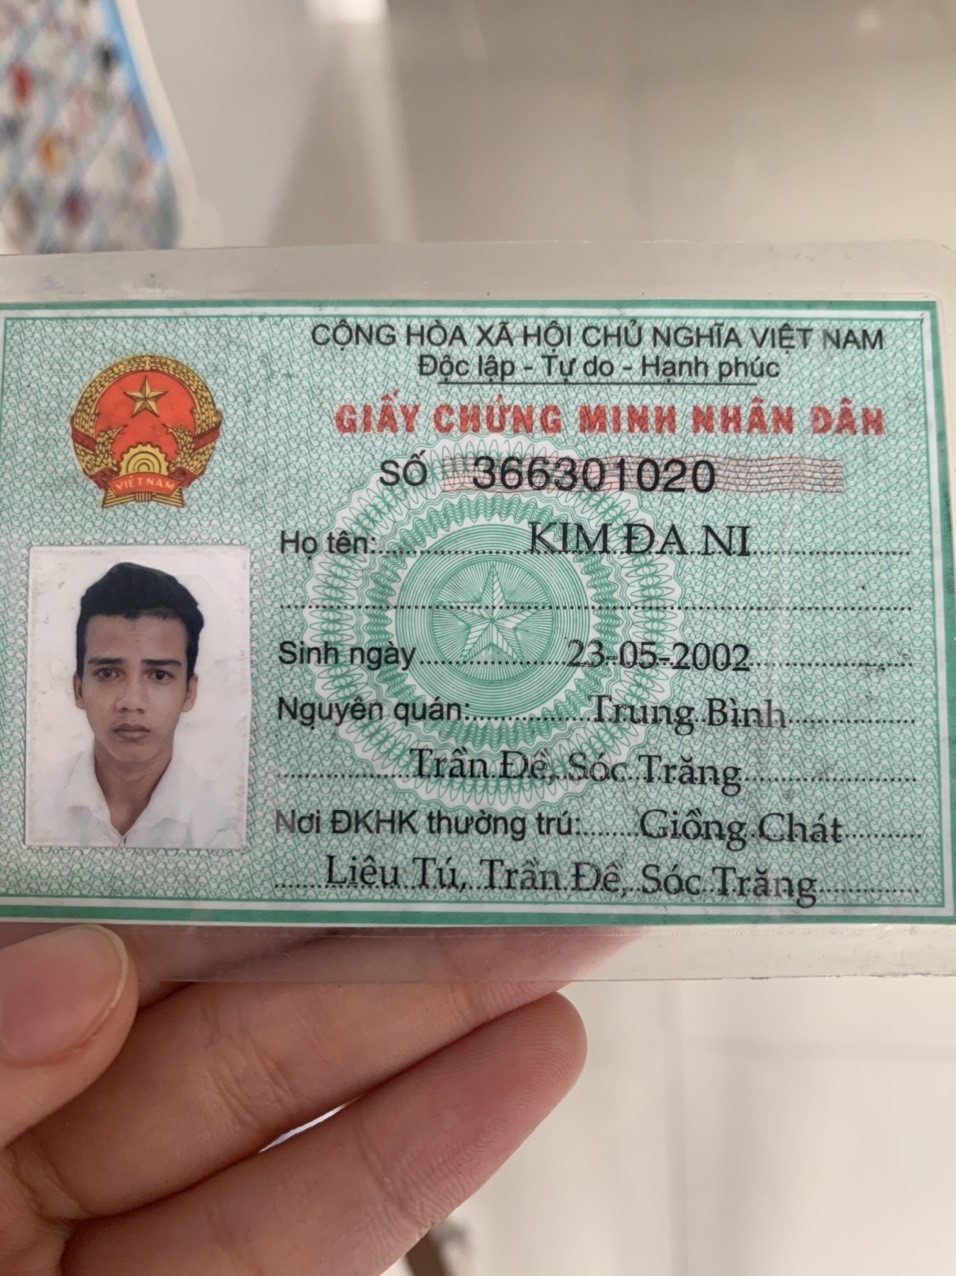 CỘNG HÒA XÃ HỘI CHỦ NGHĨA VIỆT NAM
Độc lập - Tự do - Hạnh phúc
GIẤY CHỨNG MINH NHÂN DÂN
SỐ 366301020
VIỆT NAM
Họ tên: KIM ĐA NI
Sinh ngày 23-05-2002
Nguyên quán: Trung Bình
Trần Đề, Sóc Trăng
Nơi ĐKHK thường trú: Giồng Chát
Liêu Tú, Trần Đề, Sóc Trăng